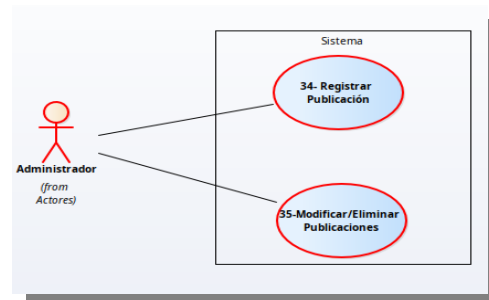 Sistema
34- Registrar
Publicación
Administrador
(from
Actores)
35-Modificar/Eliminar
Publicaciones